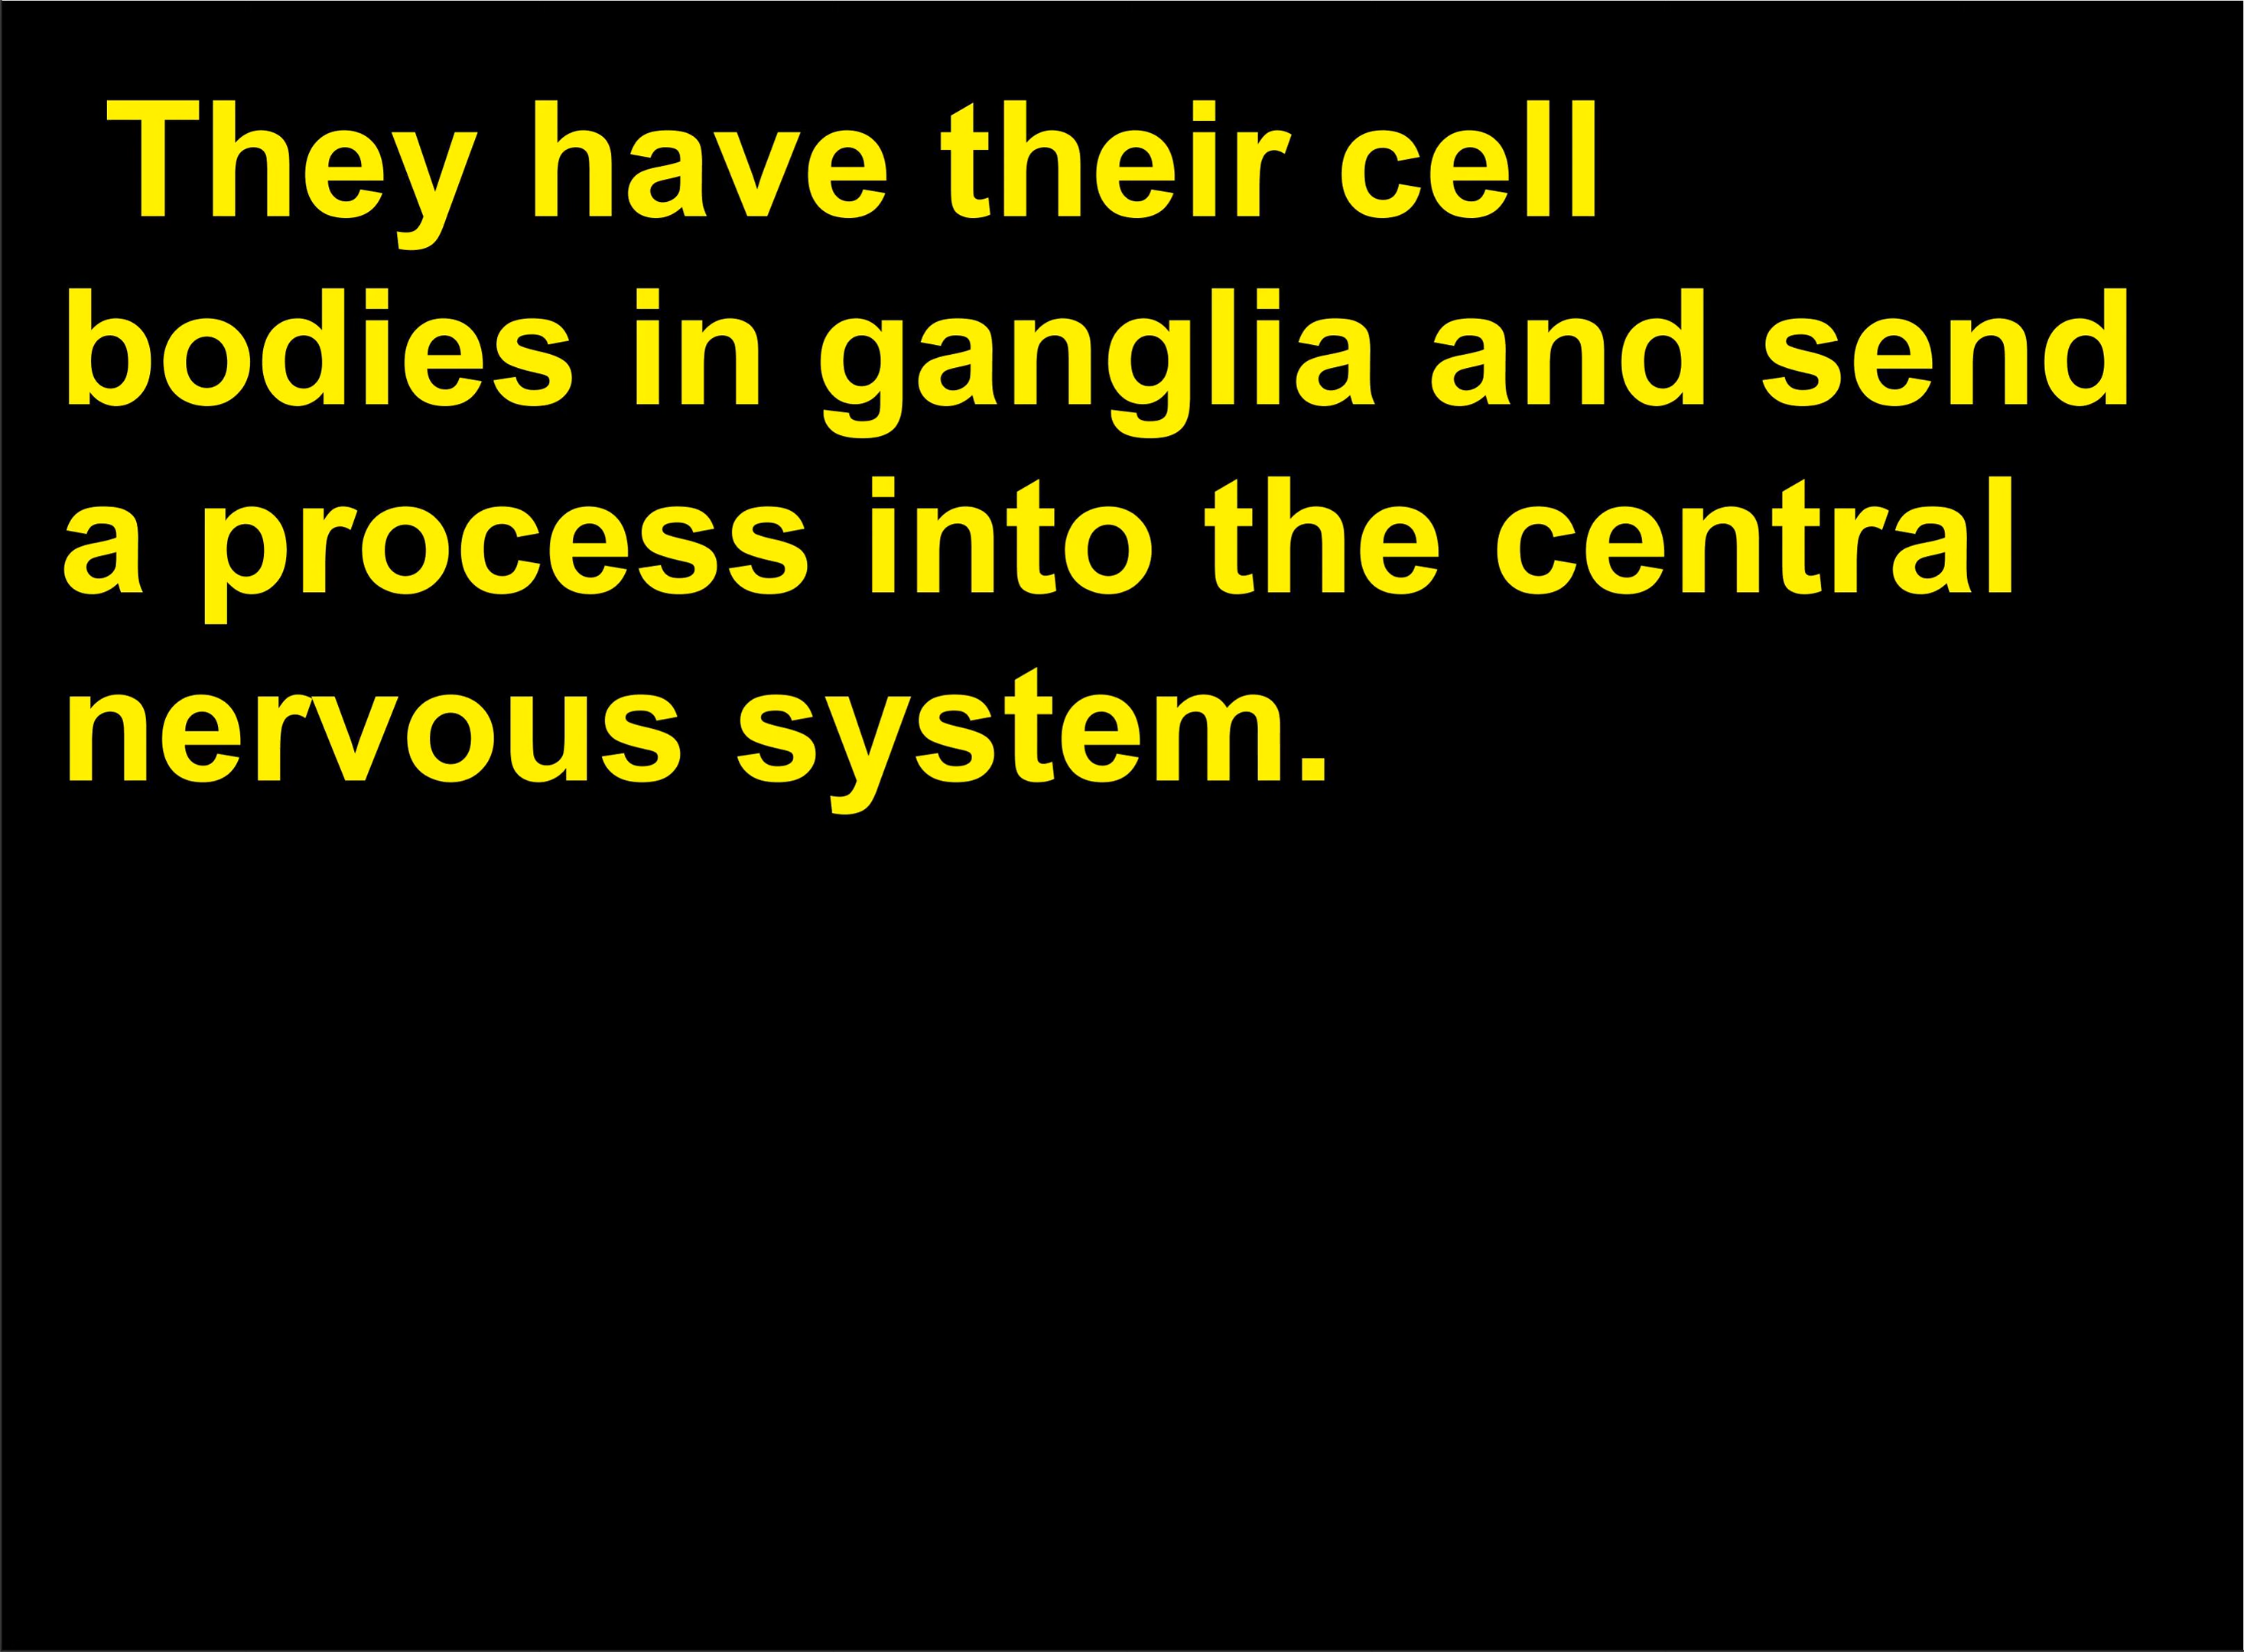 They have their cell
bodies in ganglia and send
a process into the central
nervous system.